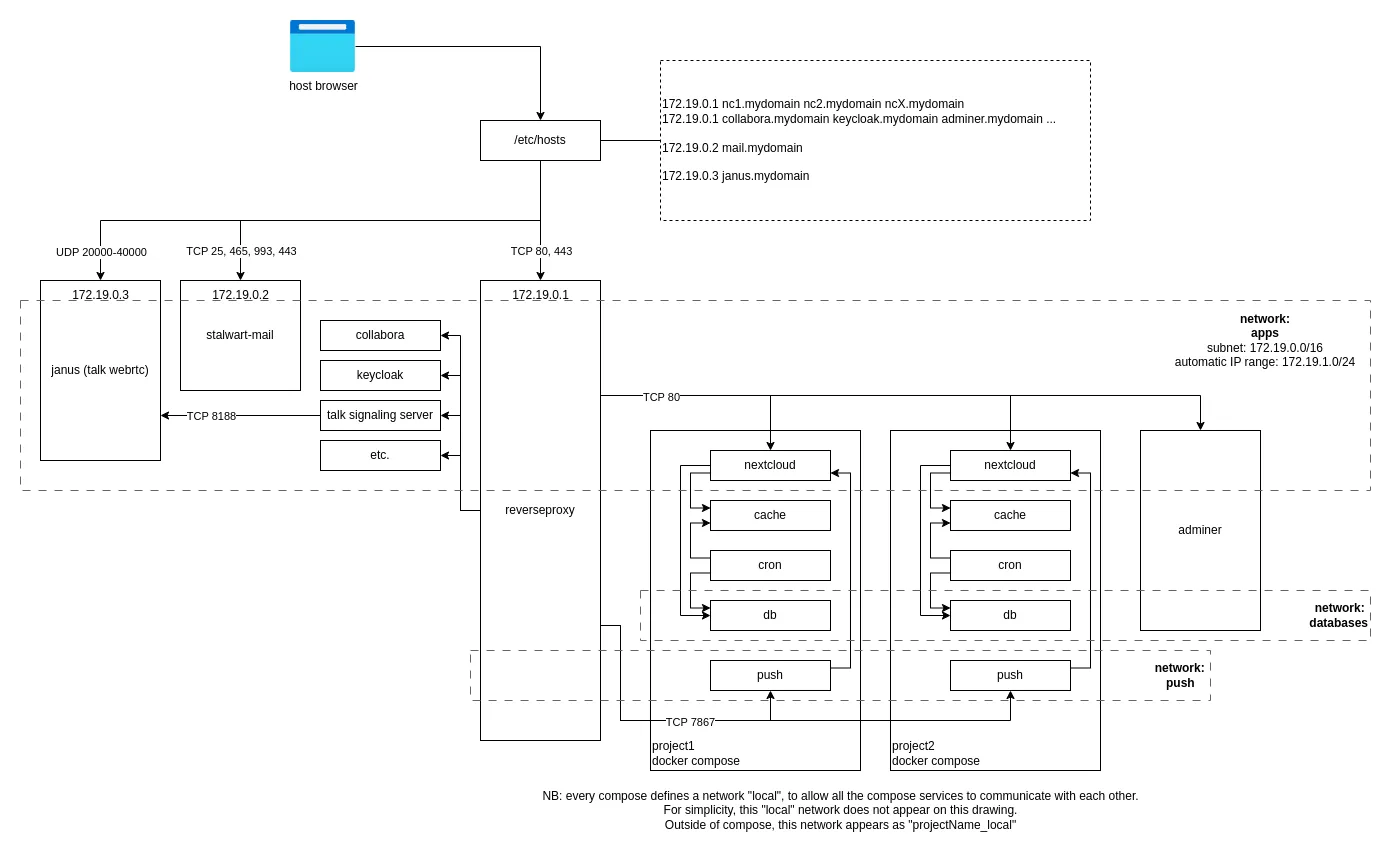 host browser
/etc/hosts
172.19.0.1 nc1.mydomain nc2.mydomain ncX.mydomain
172.19.0.1 collabora.mydomain keycloak.mydomain adminer.mydomain ...
172.19.0.2 mail.mydomain
172.19.0.3 janus.mydomain
UDP 20000-40000
TCP 25, 465, 993, 443
TCP 80, 443
172.19.0.3
172.19.0.2
172.19.0.1
janus (talk webrtc)
stalwart-mail
collabora
keycloak
talk signaling server
etc.
TCP 8188
reverseproxy
network:
apps
subnet: 172.19.0.0/16
automatic IP range: 172.19.1.0/24
TCP 80
nextcloud
cache
cron
db
push
project1
docker compose
nextcloud
cache
cron
db
push
project2
docker compose
adminer
network:
databases
network:
push
TCP 7867
NB: every compose defines a network "local", to allow all the compose services to communicate with each other.
For simplicity, this "local" network does not appear on this drawing.
Outside of compose, this network appears as "projectName_local"